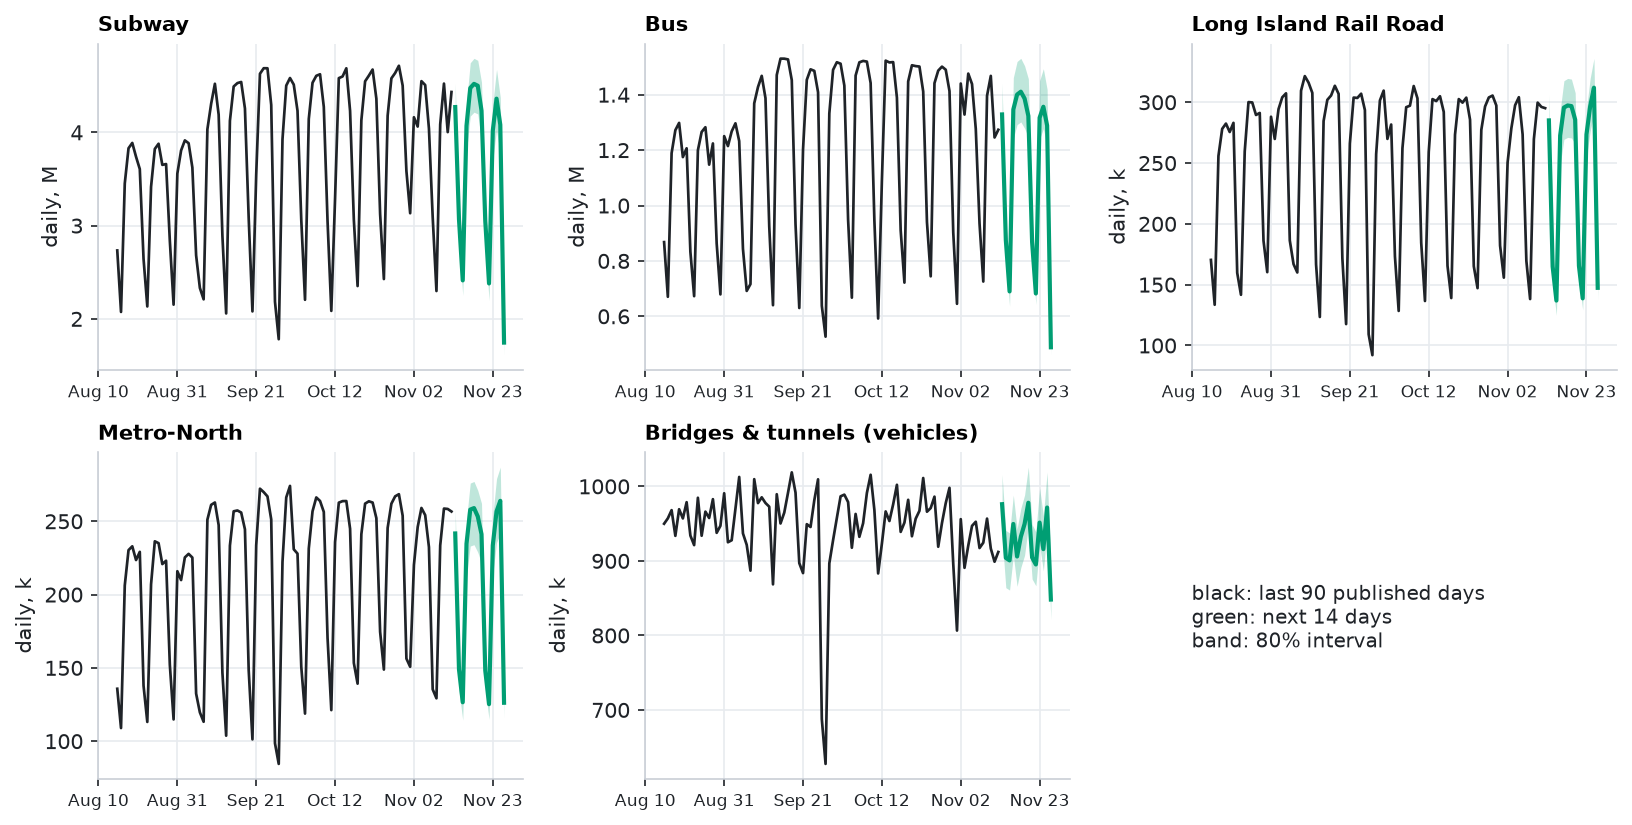 Subway
daily, M
4
3
2
Aug 10 Aug 31 Sep 21 Oct 12 Nov 02 Nov 23
Bus
daily, M
1.4
1.2
1.0
0.8
0.6
Aug 10 Aug 31 Sep 21 Oct 12 Nov 02 Nov 23
Long Island Rail Road
daily, k
300
250
200
150
100
Aug 10 Aug 31 Sep 21 Oct 12 Nov 02 Nov 23
Metro-North
daily, k
250
200
150
100
Aug 10 Aug 31 Sep 21 Oct 12 Nov 02 Nov 23
Bridges & tunnels (vehicles)
daily, k
1000
900
800
700
Aug 10 Aug 31 Sep 21 Oct 12 Nov 02 Nov 23
black: last 90 published days
green: next 14 days
band: 80% interval